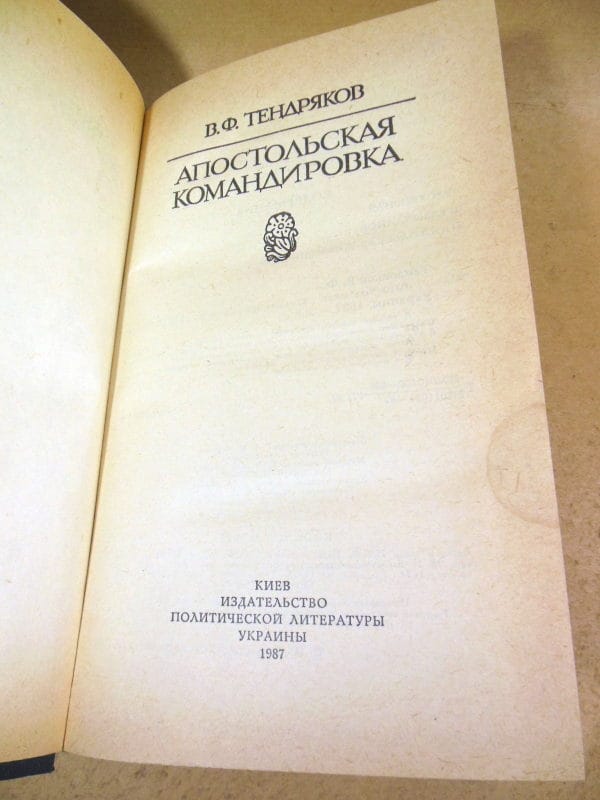 В.Ф. ТЕНДРЯКОВ
АПОСТОЛЬСКАЯ
КОМАНДИРОВКА
КИЕВ
ИЗДАТЕЛЬСТВО
ПОЛИТИЧЕСКОЙ ЛИТЕРАТУРЫ
УКРАИНЫ
1987